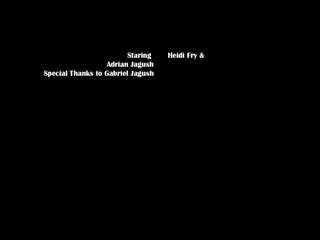 Staring Heidi Fry &
Adrian Jagush
Special Thanks to Gabriel Jagush